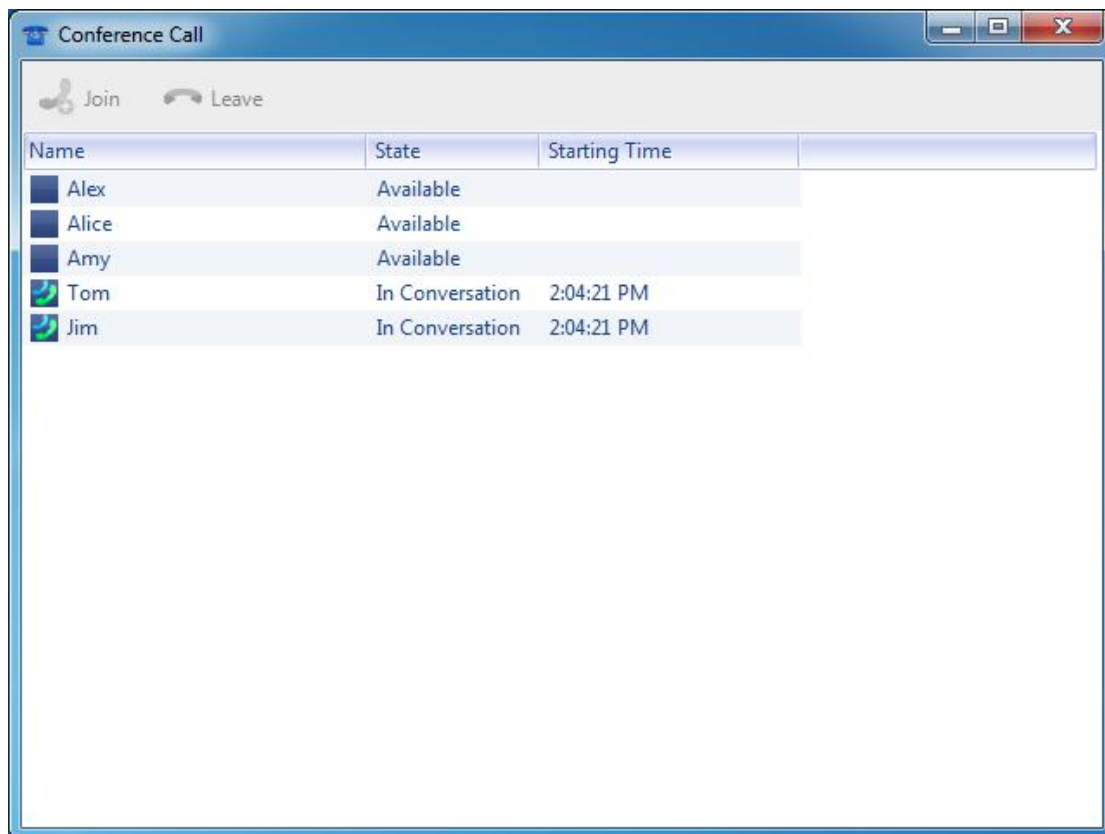 Conference Call
Join Leave
Name State Starting Time
Alex Available
Alice Available
Amy Available
Tom In Conversation 2:04:21 PM
Jim In Conversation 2:04:21 PM